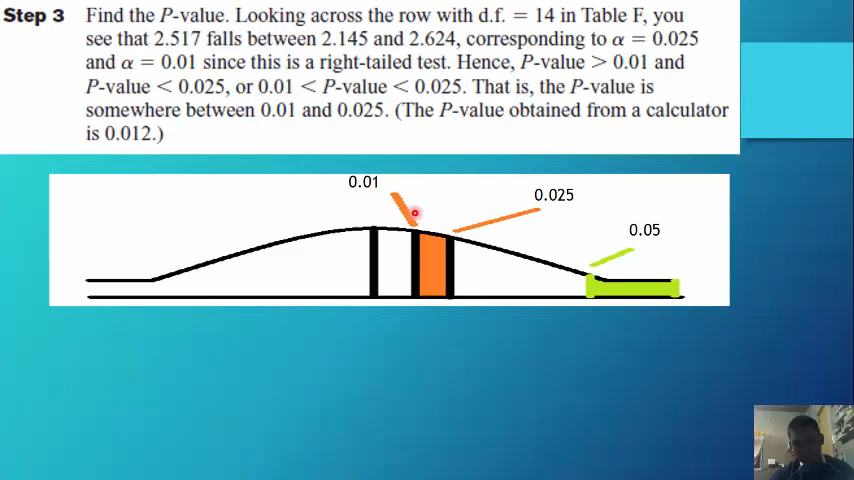 Step 3 Find the P-value. Looking across the row with d.f. = 14 in Table F, you
see that 2.517 falls between 2.145 and 2.624, corresponding to α = 0.025
and α = 0.01 since this is a right-tailed test. Hence, P-value > 0.01 and
P-value < 0.025, or 0.01 < P-value < 0.025. That is, the P-value is
somewhere between 0.01 and 0.025. (The P-value obtained from a calculator
is 0.012.)
0.01
0.025
0.05